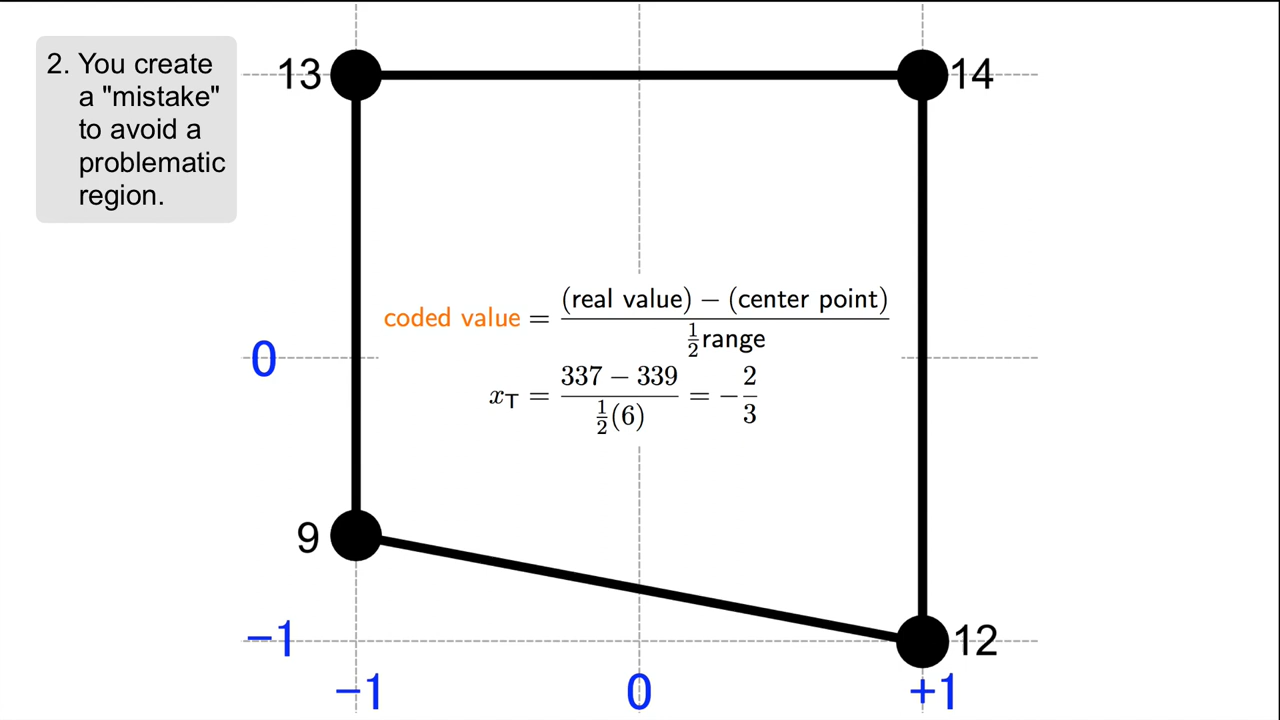 2. You create
a "mistake"
to avoid a
problematic
region.
13
14
coded value = (real value) − (center point) / ½ range
x_T = 337 − 339 / ½(6) = −2/3
0
9
−1
12
−1
0
+1